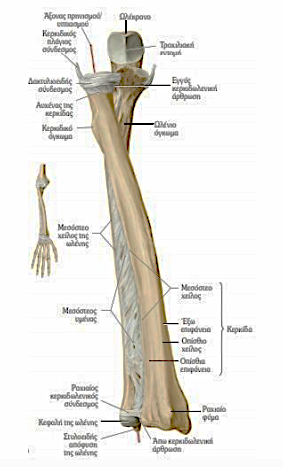 Άξονας πρηνισμού/
υπτιασμού
Ωλέκρανο
Κερκιδικός
πλάγιος
σύνδεσμος
Τροχιλιακή
εντομή
Δακτυλιοειδής
σύνδεσμος
Εγγύς
κερκιδωλενική
άρθρωση
Αυχένας της
κερκίδας
Κερκιδικό
όγκωμα
Ωλένιο
όγκωμα
Μεσόστεο
χείλος της
ωλένης
Μεσόστεο
χείλος
Μεσόστεος
υμένας
Έξω
επιφάνεια
Κερκίδα
Οπίσθιο
χείλος
Οπίσθια
επιφάνεια
Ραχιαίος
κερκιδωλενικός
σύνδεσμος
Ραχιαίο
φύμα
Κεφαλή της ωλένης
Στυλοειδής
απόφυση
της ωλένης
Άπω κερκιδωλενική
άρθρωση